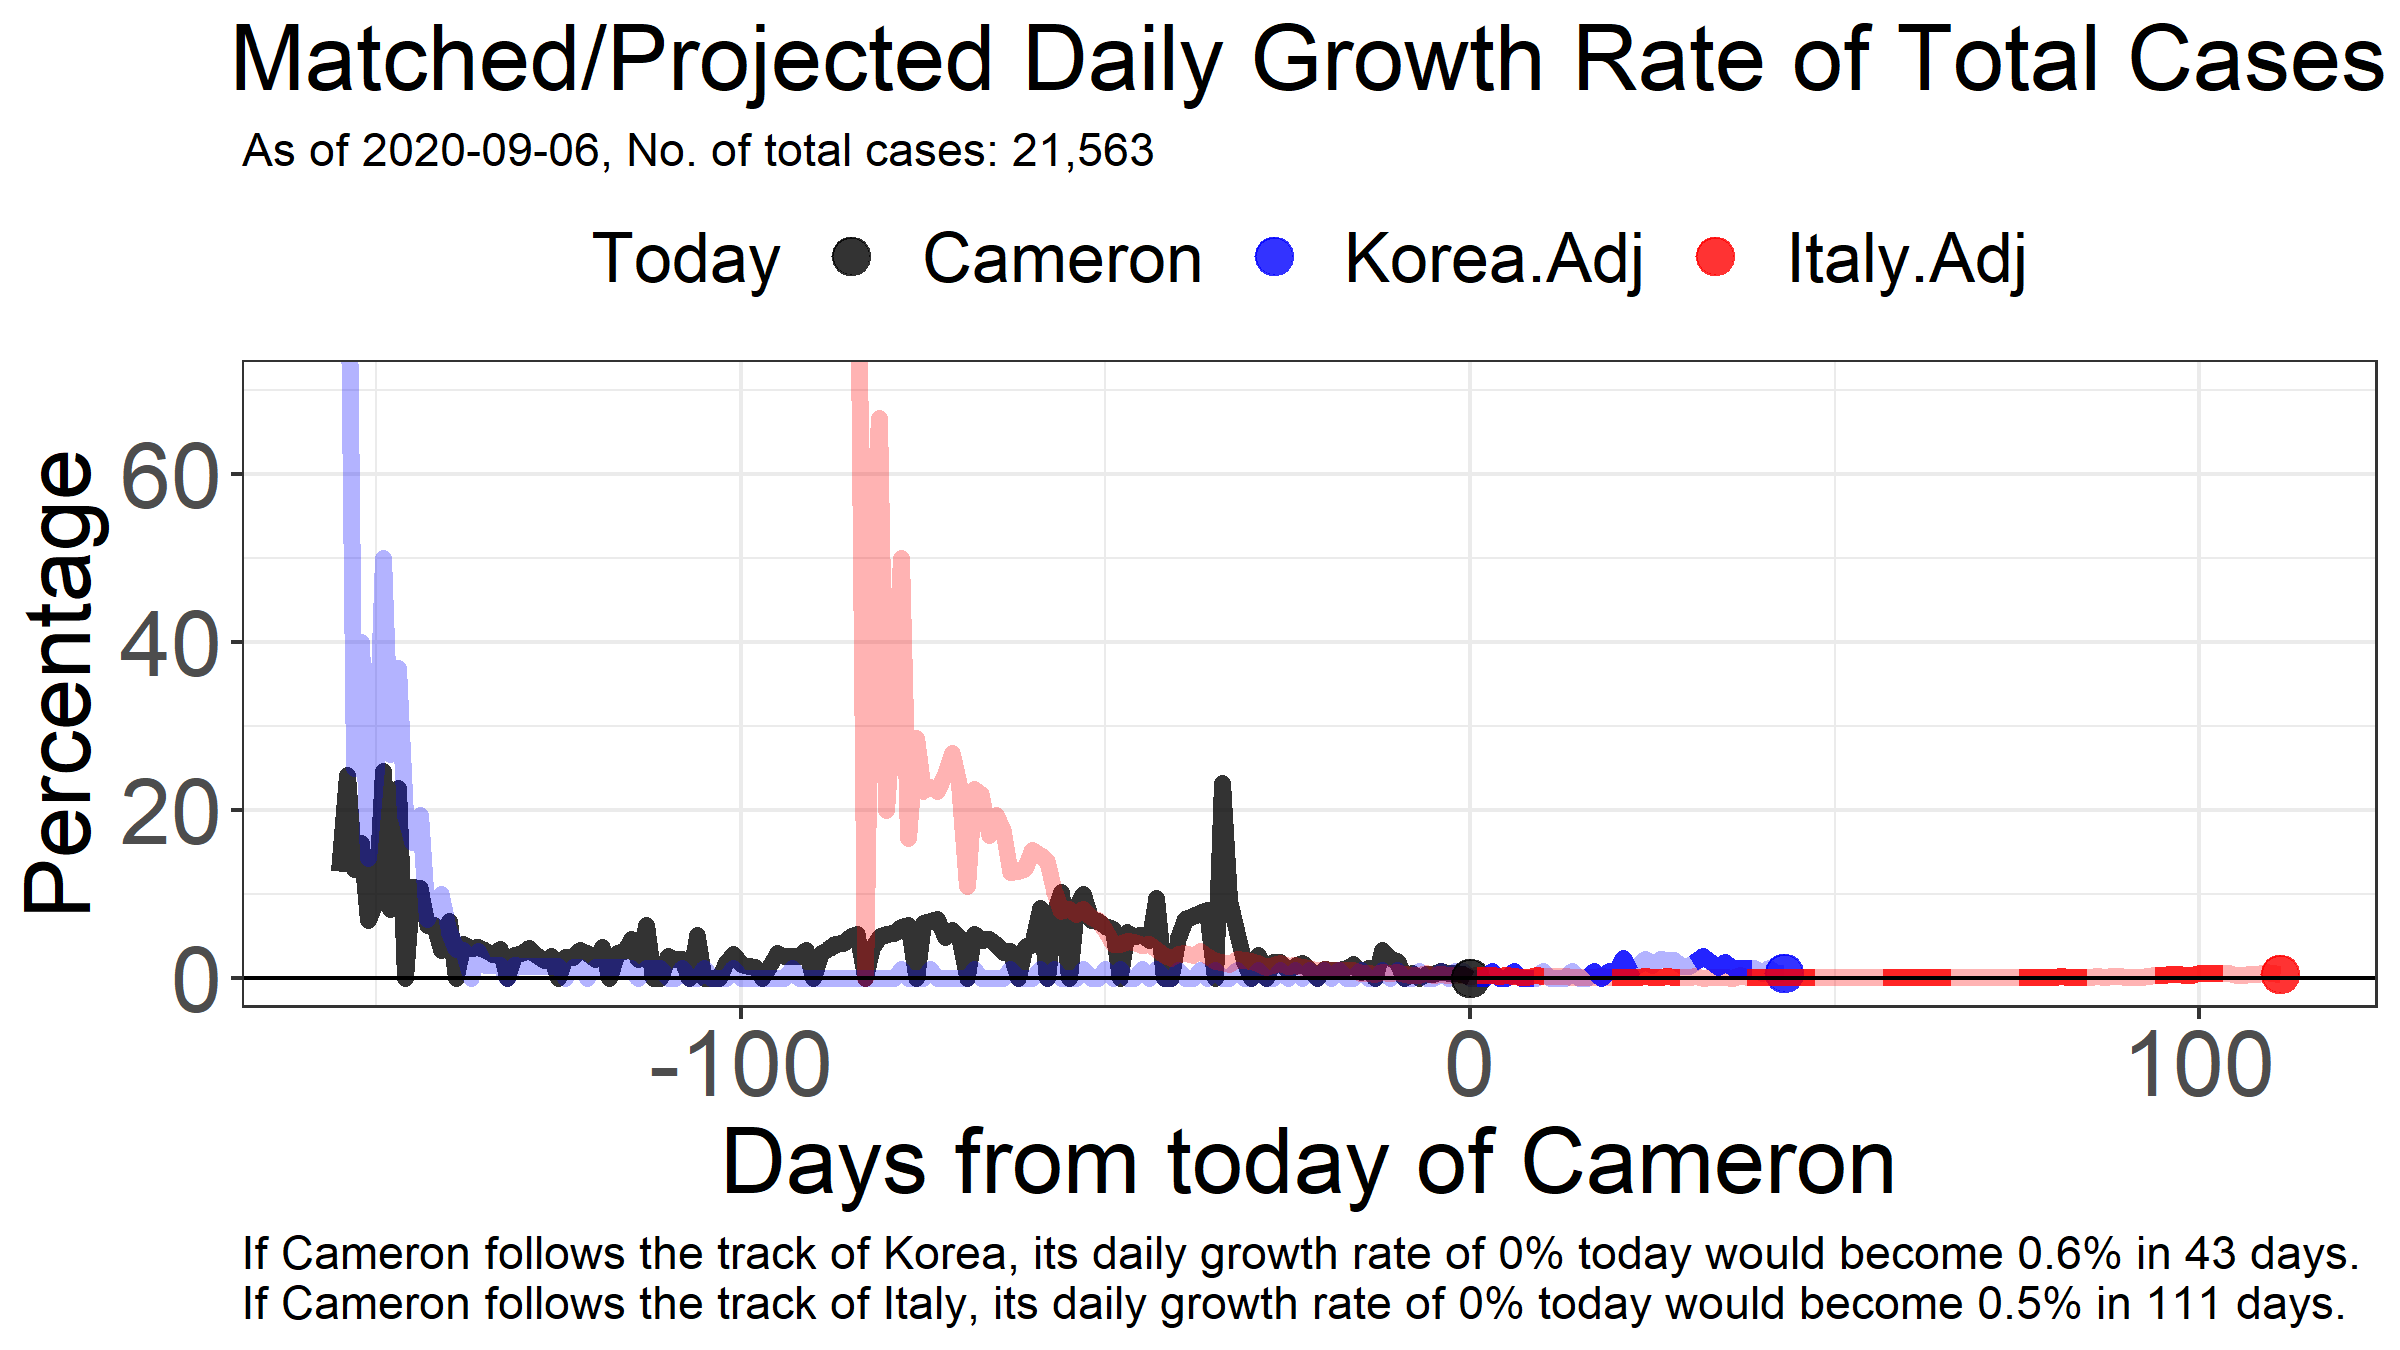 Matched/Projected Daily Growth Rate of Total Cases
As of 2020-09-06, No. of total cases: 21,563
Today Cameron Korea.Adj Italy.Adj
Percentage
60
40
20
0
-100 0 100
Days from today of Cameron
If Cameron follows the track of Korea, its daily growth rate of 0% today would become 0.6% in 43 days.
If Cameron follows the track of Italy, its daily growth rate of 0% today would become 0.5% in 111 days.